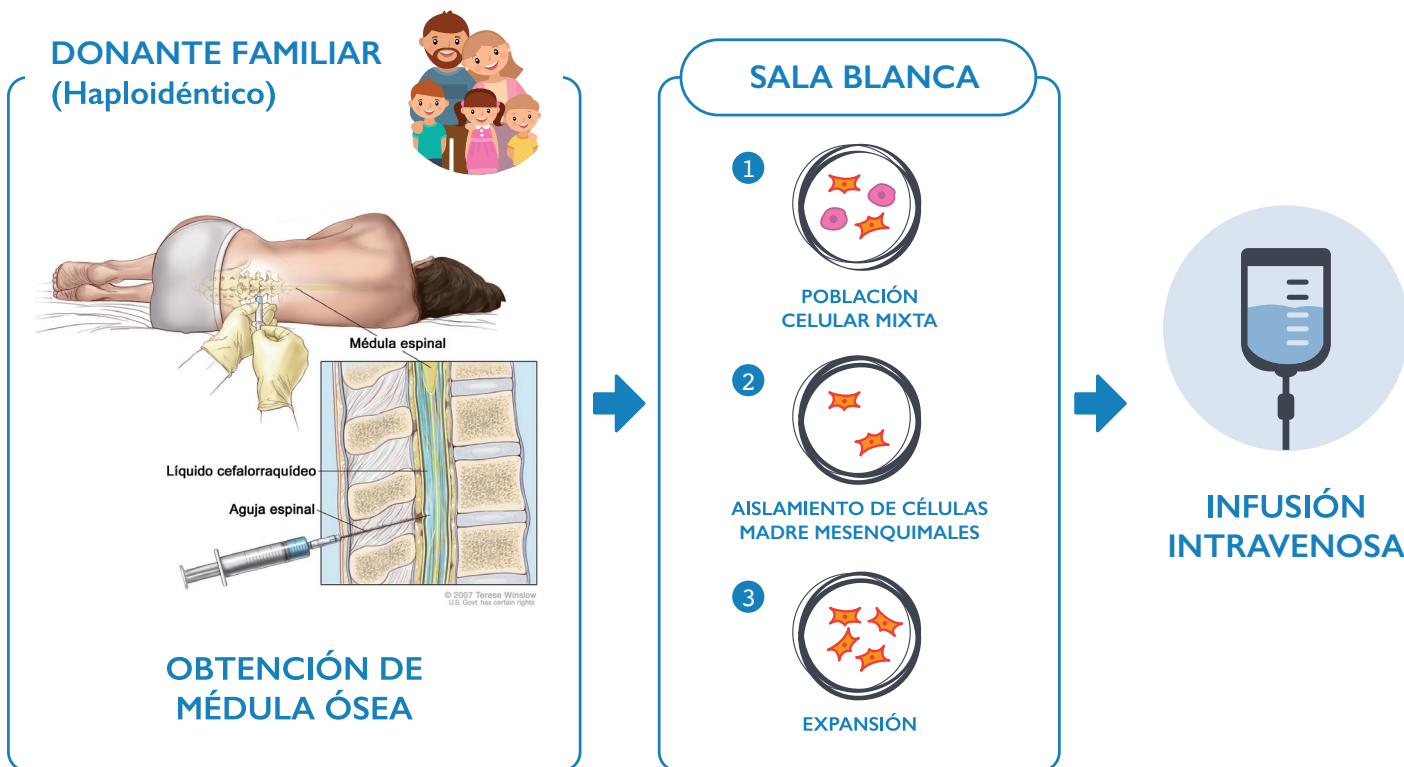 DONANTE FAMILIAR
(Haploidéntico)
Médula espinal
Líquido cefalorraquídeo
Aguja espinal
© 2007 Terese Winslow
U.S. Govt. has certain rights
OBTENCIÓN DE
MÉDULA ÓSEA
SALA BLANCA
1
POBLACIÓN
CELULAR MIXTA
2
AISLAMIENTO DE CÉLULAS
MADRE MESENQUIMALES
3
EXPANSIÓN
INFUSIÓN
INTRAVENOSA